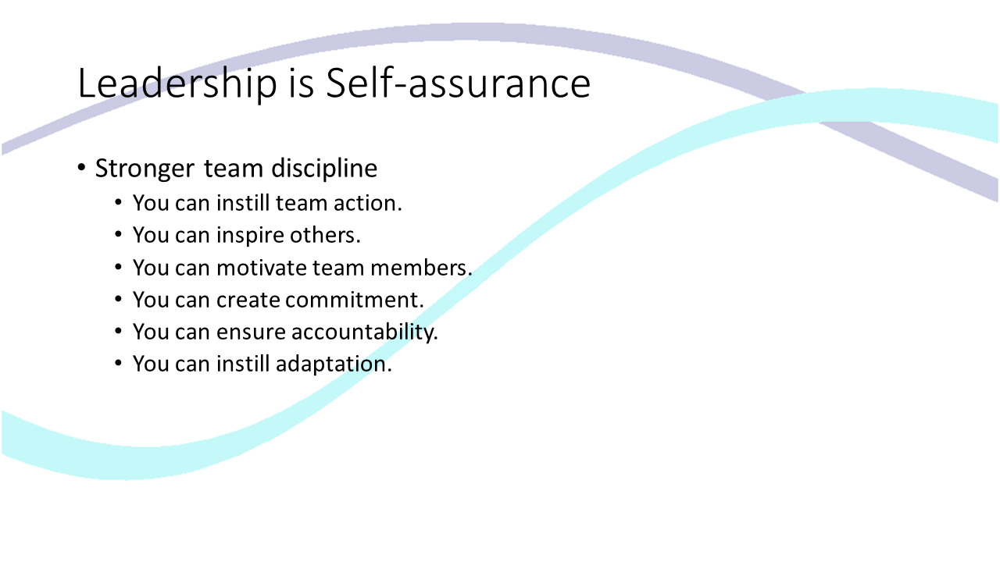 Leadership is Self-assurance
• Stronger team discipline
• You can instill team action.
• You can inspire others.
• You can motivate team members.
• You can create commitment.
• You can ensure accountability.
• You can instill adaptation.